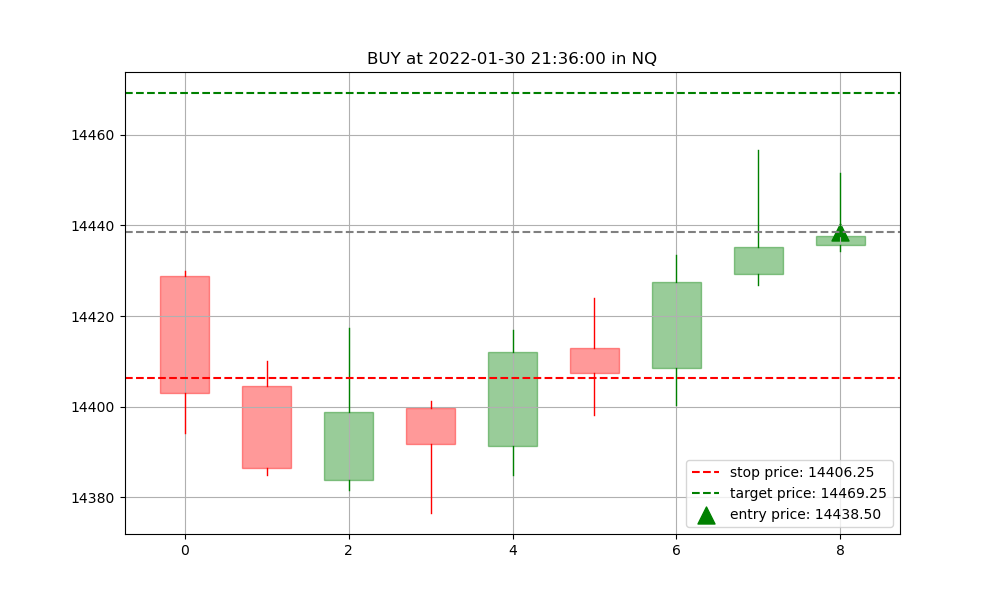 BUY at 2022-01-30 21:36:00 in NQ
14460
14440
14420
14400
14380
stop price: 14406.25
target price: 14469.25
entry price: 14438.50
0 2 4 6 8